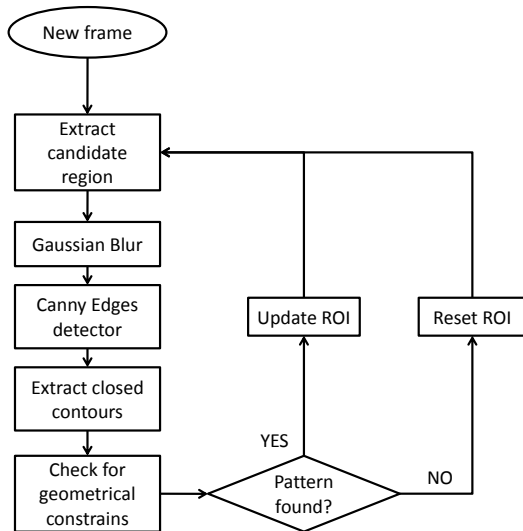 New frame
Extract
candidate
region
Gaussian Blur
Canny Edges
detector
Extract closed
contours
Check for
geometrical
constrains
Pattern
found?
YES
NO
Update ROI
Reset ROI